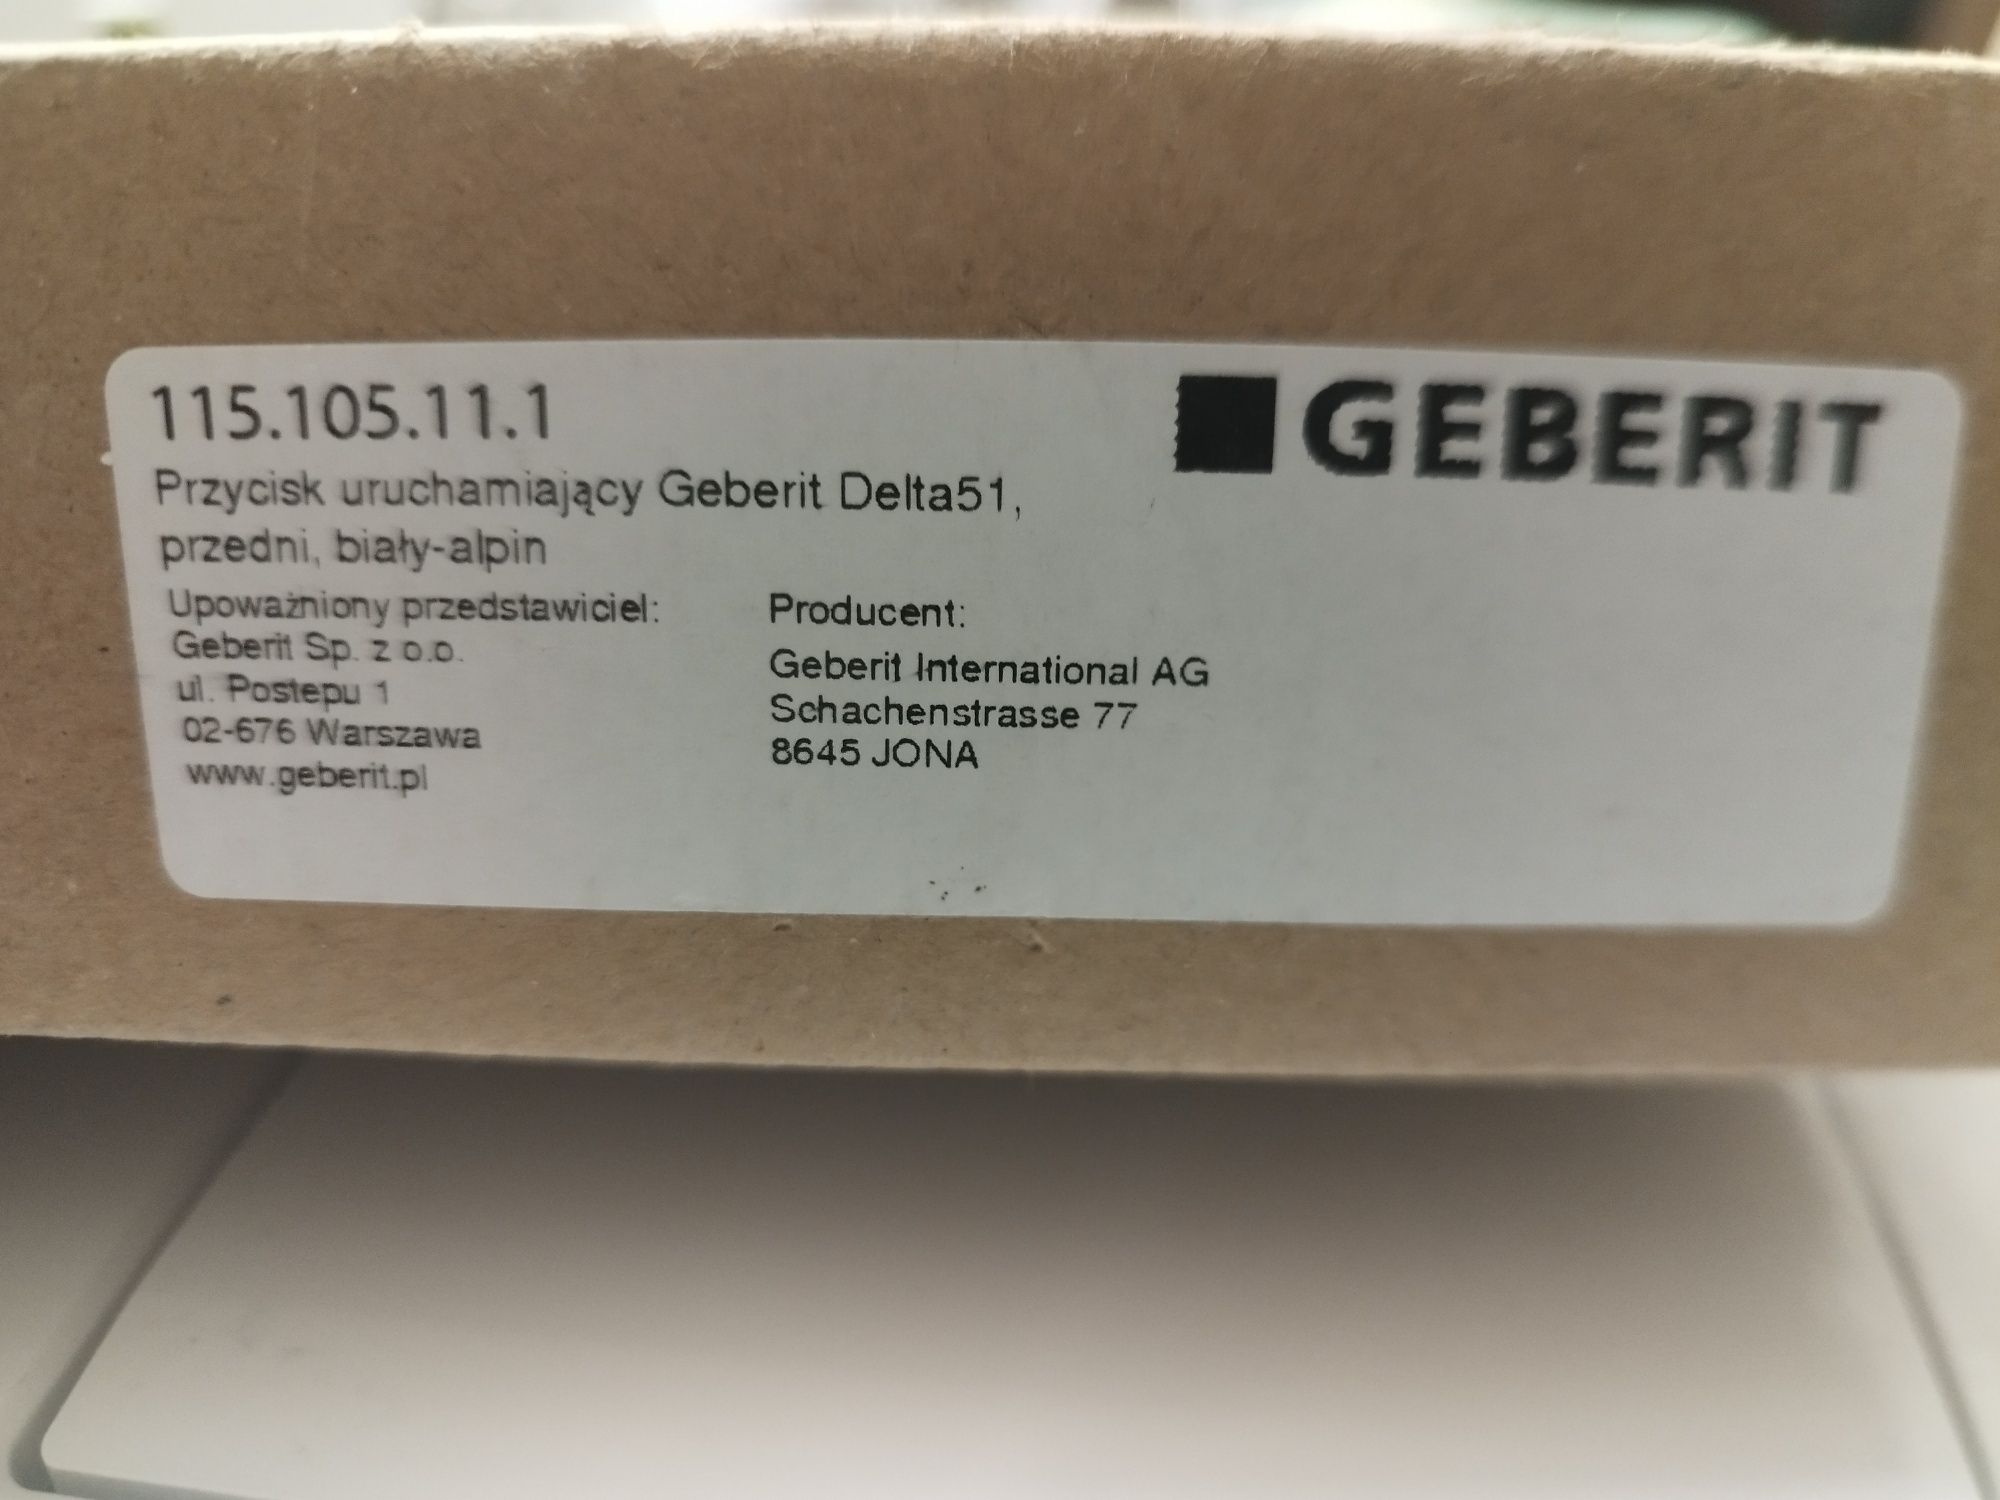 115.105.11.1
GEBERIT
Przycisk uruchamiający Geberit Delta51,
przedni, biały-alpin
Upoważniony przedstawiciel:
Geberit Sp. z o.o.
ul. Postepu 1
02-676 Warszawa
www.geberit.pl
Producent:
Geberit International AG
Schachenstrasse 77
8645 JONA